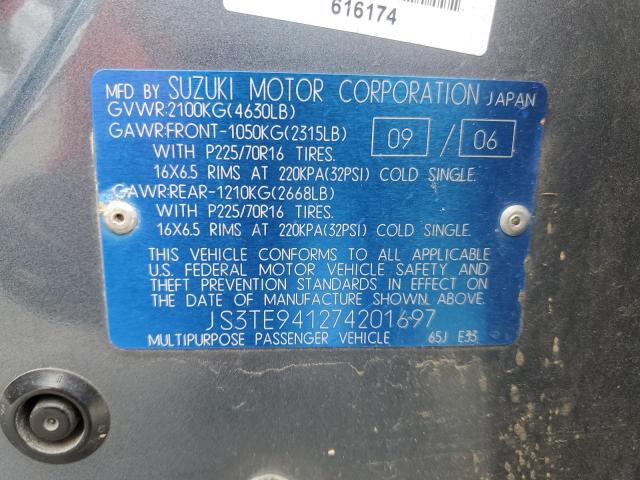 616174
MFD BY SUZUKI MOTOR CORPORATION JAPAN
GVWR:2100KG(4630LB)
GAWR:FRONT-1050KG(2315LB) 09 / 06
WITH P225/70R16 TIRES.
16X6.5 RIMS AT 220KPA(32PSI) COLD SINGLE.
GAWR:REAR-1210KG(2668LB)
WITH P225/70R16 TIRES.
16X6.5 RIMS AT 220KPA(32PSI) COLD SINGLE.
THIS VEHICLE CONFORMS TO ALL APPLICABLE
U.S. FEDERAL MOTOR VEHICLE SAFETY AND
THEFT PREVENTION STANDARDS IN EFFECT ON
THE DATE OF MANUFACTURE SHOWN ABOVE.
JS3TE941274201697
MULTIPURPOSE PASSENGER VEHICLE 65J E35